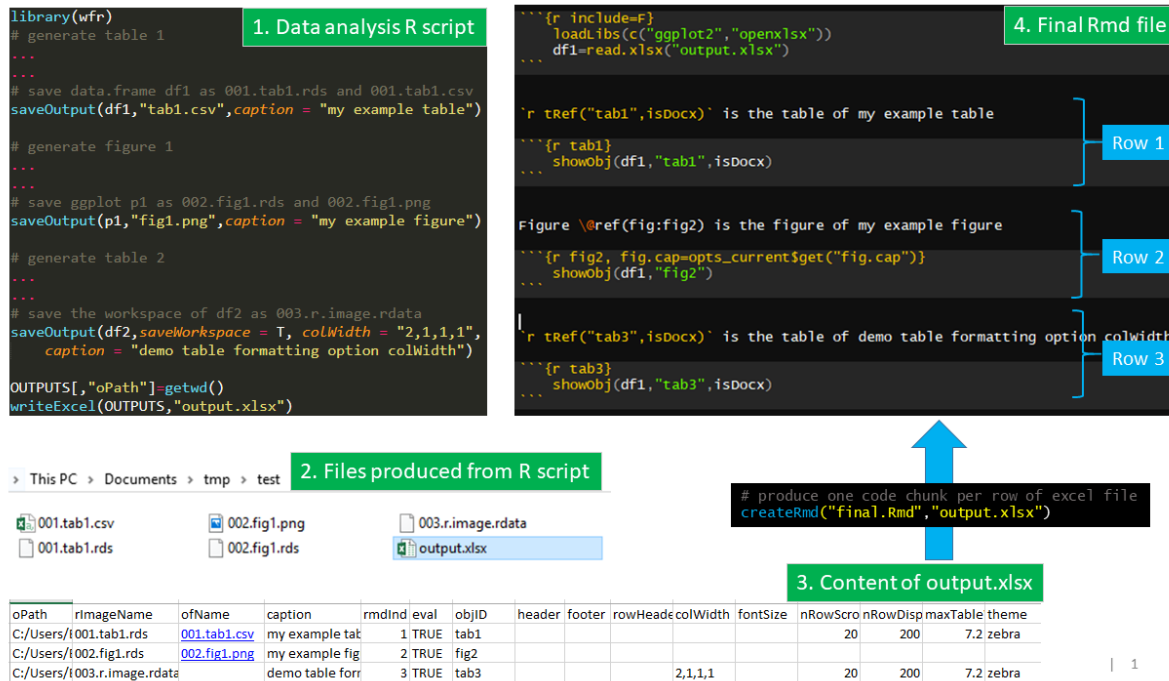 1. Data analysis R script
library(wfr)
# generate table 1
...
...
# save data.frame df1 as 001.tab1.rds and 001.tab1.csv
saveOutput(df1,"tab1.csv",caption = "my example table")
# generate figure 1
...
...
# save ggplot p1 as 002.fig1.rds and 002.fig1.png
saveOutput(p1,"fig1.png",caption = "my example figure")
# generate table 2
...
...
# save the workspace of df2 as 003.r.image.rdata
saveOutput(df2,saveWorkspace = T, colWidth = "2,1,1,1",
caption = "demo table formatting option colWidth")
OUTPUTS[,"oPath"]=getwd()
writeExcel(OUTPUTS,"output.xlsx")
4. Final Rmd file
```{r include=F}
loadLibs(c("ggplot2","openxlsx"))
df1=read.xlsx("output.xlsx")
```
`r tRef("tab1",isDocx)` is the table of my example table
```{r tab1}
showObj(df1,"tab1",isDocx)
```
Row 1
Figure \@ref(fig:fig2) is the figure of my example figure
```{r fig2, fig.cap=opts_current$get("fig.cap")}
showObj(df1,"fig2")
```
Row 2
`r tRef("tab3",isDocx)` is the table of demo table formatting option colWidth
```{r tab3}
showObj(df1,"tab3",isDocx)
```
Row 3
2. Files produced from R script
> This PC > Documents > tmp > test
001.tab1.csv 002.fig1.png 003.r.image.rdata
001.tab1.rds 002.fig1.rds output.xlsx
# produce one code chunk per row of excel file
createRmd("final.Rmd","output.xlsx")
3. Content of output.xlsx
oPath rImageName ofName caption rmdInd eval objID header footer rowHeade colWidth fontSize nRowScro nRowDisp maxTable theme
C:/Users/ 001.tab1.rds 001.tab1.csv my example tab 1 TRUE tab1 20 200 7.2 zebra
C:/Users/ 002.fig1.rds 002.fig1.png my example fig 2 TRUE fig2
C:/Users/ 003.r.image.rdata demo table forr 3 TRUE tab3 2,1,1,1 20 200 7.2 zebra
| 1